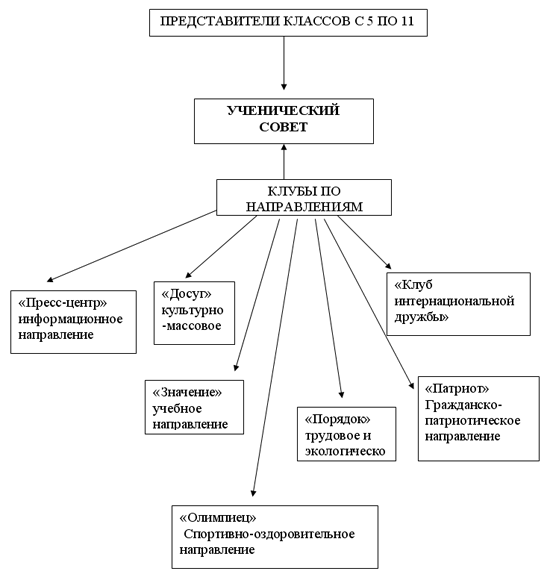 ПРЕДСТАВИТЕЛИ КЛАССОВ С 5 ПО 11
УЧЕНИЧЕСКИЙ
СОВЕТ
КЛУБЫ ПО
НАПРАВЛЕНИЯМ
«Пресс-центр»
информационное
направление
«Досуг»
культурно
-массовое
«Клуб
интернациональной
дружбы»
«Значение»
учебное
направление
«Порядок»
трудовое и
экологическо
«Патриот»
Гражданско-
патриотическое
направление
«Олимпиец»
Спортивно-оздоровительное
направление